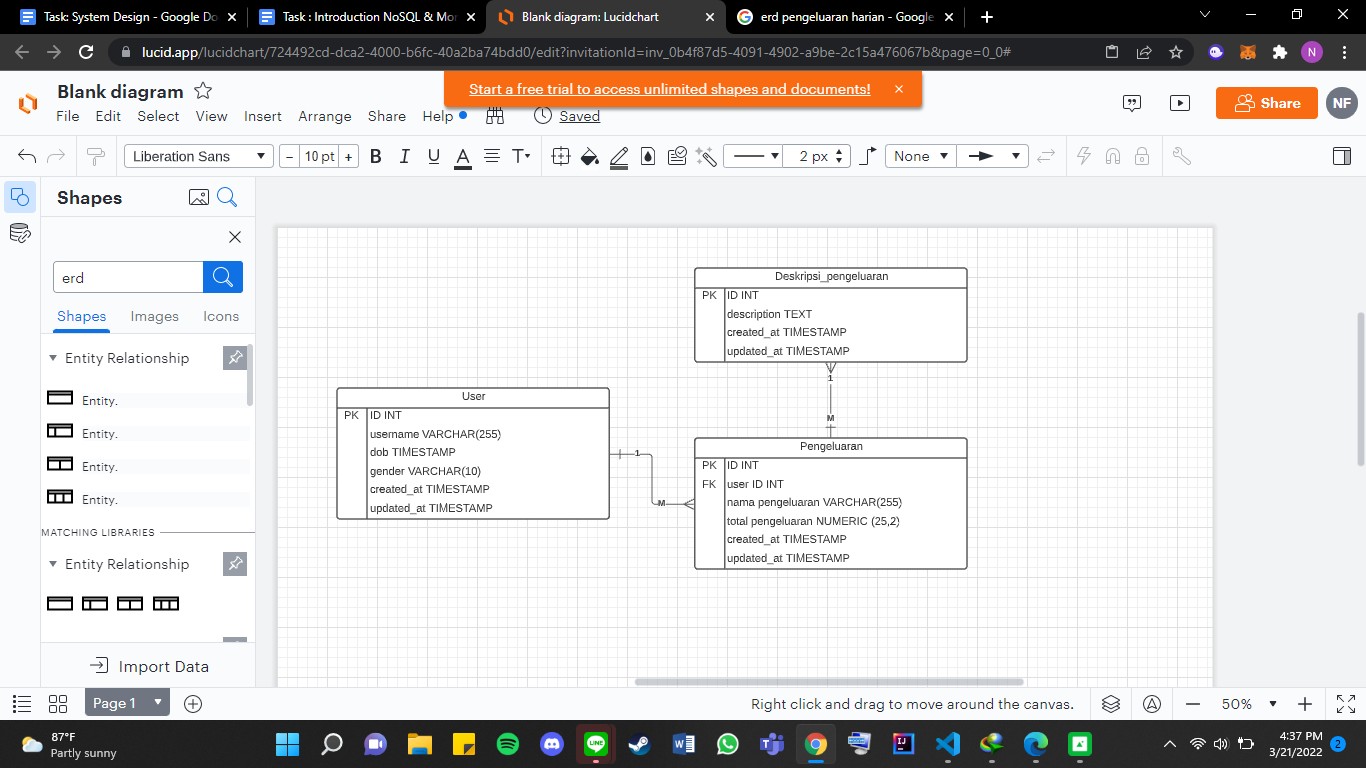 Task: System Design - Google Do
Task : Introduction NoSQL & Mon
Blank diagram: Lucidchart
erd pengeluaran harian - Google
lucid.app/lucidchart/724492cd-dca2-4000-b6fc-40a2ba74bdd0/edit?invitationId=inv_0b4f87d5-4091-4902-a9be-2c15a476067b&page=0_0#
N
Blank diagram
Start a free trial to access unlimited shapes and documents!
File Edit Select View Insert Arrange Share Help
Saved
Share
NF
Liberation Sans
- 10 pt +
B I U A T
2 px
None
Shapes
erd
Shapes Images Icons
Entity Relationship
Entity.
Entity.
Entity.
Entity.
MATCHING LIBRARIES
Entity Relationship
Import Data
Deskripsi_pengeluaran
PK ID INT
description TEXT
created_at TIMESTAMP
updated_at TIMESTAMP
1
M
User
PK ID INT
username VARCHAR(255)
dob TIMESTAMP
gender VARCHAR(10)
created_at TIMESTAMP
updated_at TIMESTAMP
1
M
Pengeluaran
PK ID INT
FK user ID INT
nama pengeluaran VARCHAR(255)
total pengeluaran NUMERIC (25,2)
created_at TIMESTAMP
updated_at TIMESTAMP
Page 1
Right click and drag to move around the canvas.
50%
87°F
Partly sunny
4:37 PM
3/21/2022
2